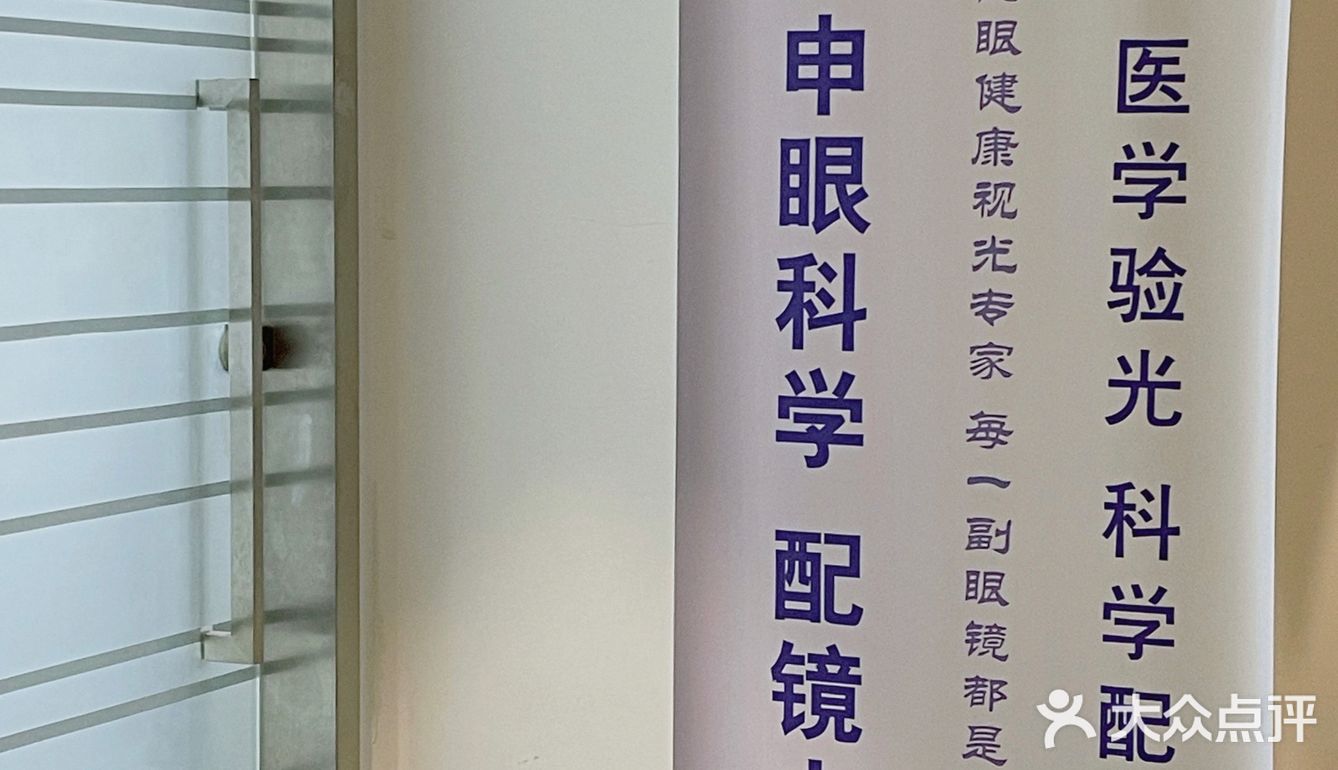 医学验光 科学配
眼健康视光专家 每一副眼镜都是
申眼科学 配镜
大众点评